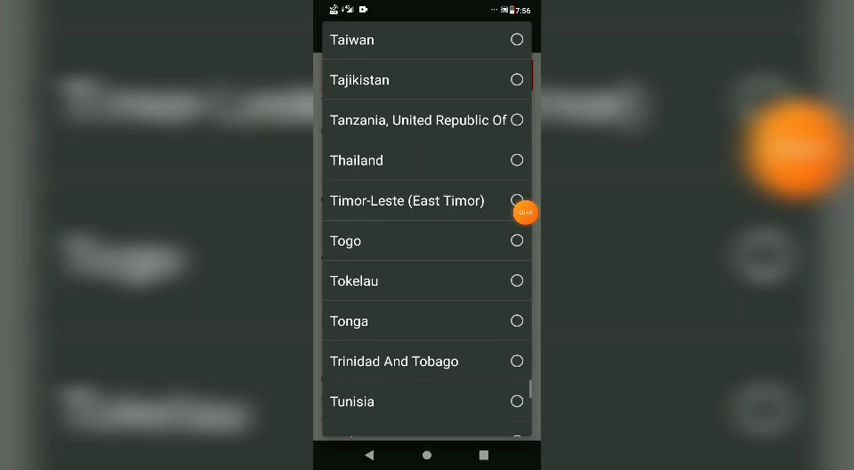 7:56
Taiwan
Tajikistan
Tanzania, United Republic Of
Thailand
Timor-Leste (East Timor)
Togo
Tokelau
Tonga
Trinidad And Tobago
Tunisia